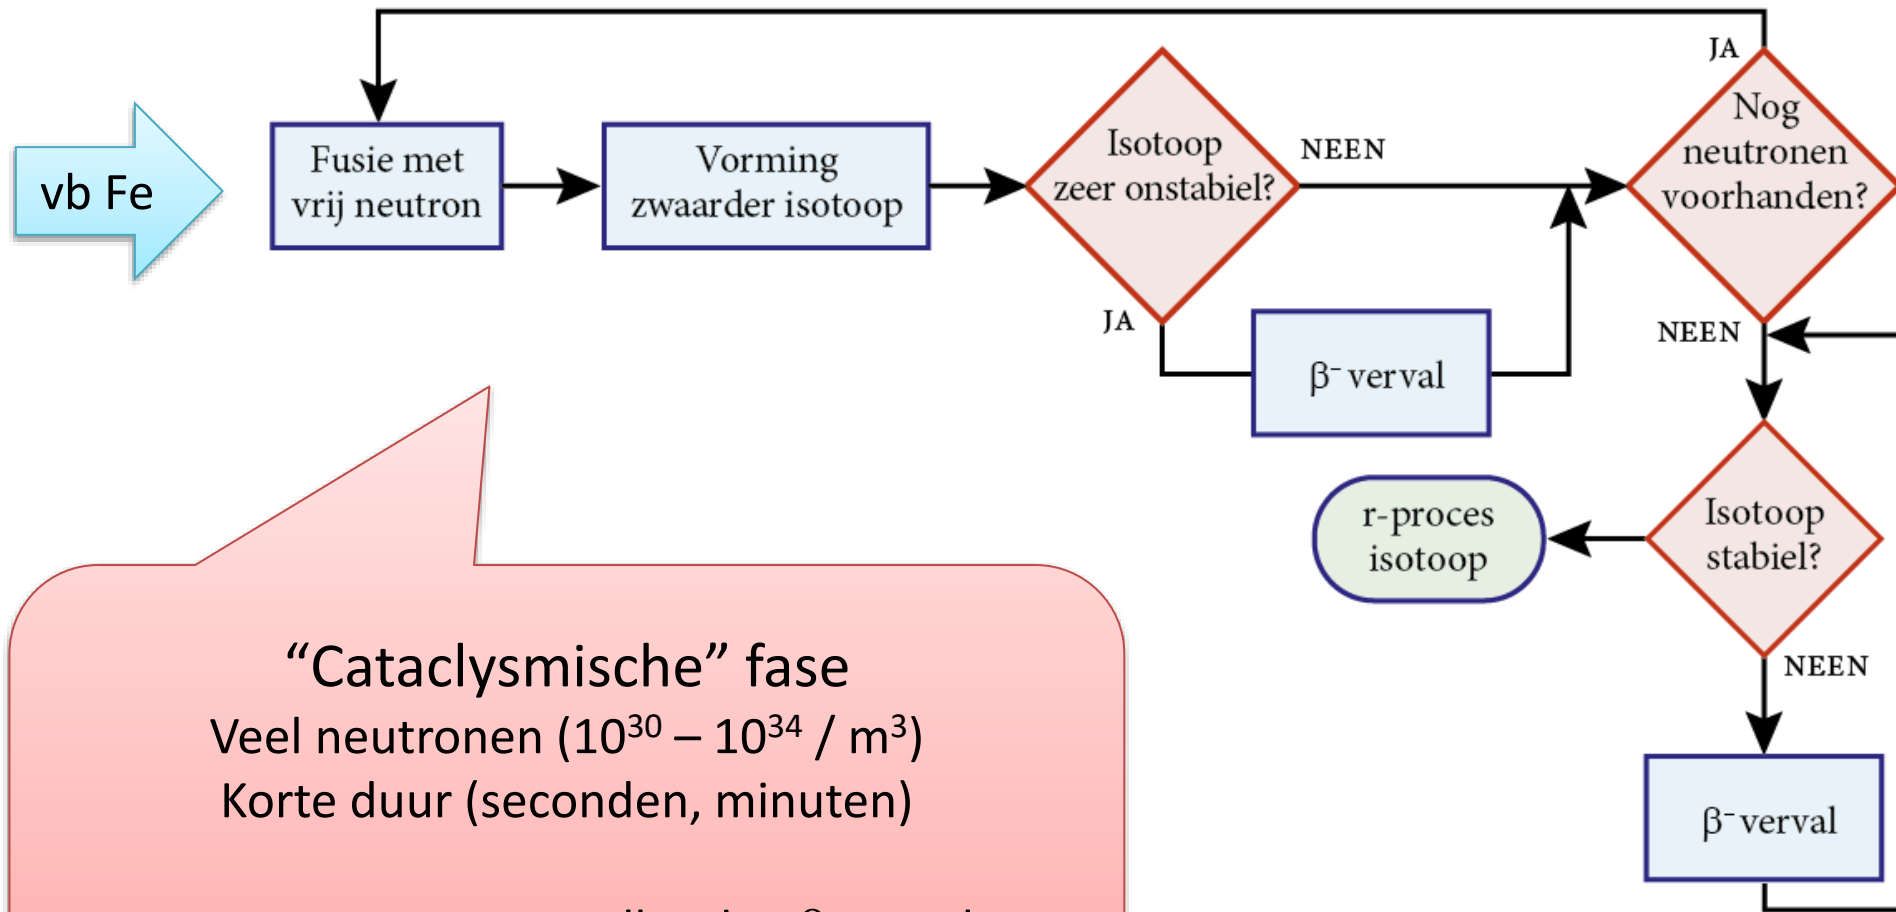 vb Fe
Fusie met
vrij neutron
Vorming
zwaarder isotoop
Isotoop
zeer onstabiel?
NEEN
JA
β⁻ verval
JA
Nog
neutronen
voorhanden?
NEEN
Isotoop
stabiel?
r-proces
isotoop
NEEN
β⁻ verval
“Cataclysmische” fase
Veel neutronen (10³⁰ – 10³⁴ / m³)
Korte duur (seconden, minuten)